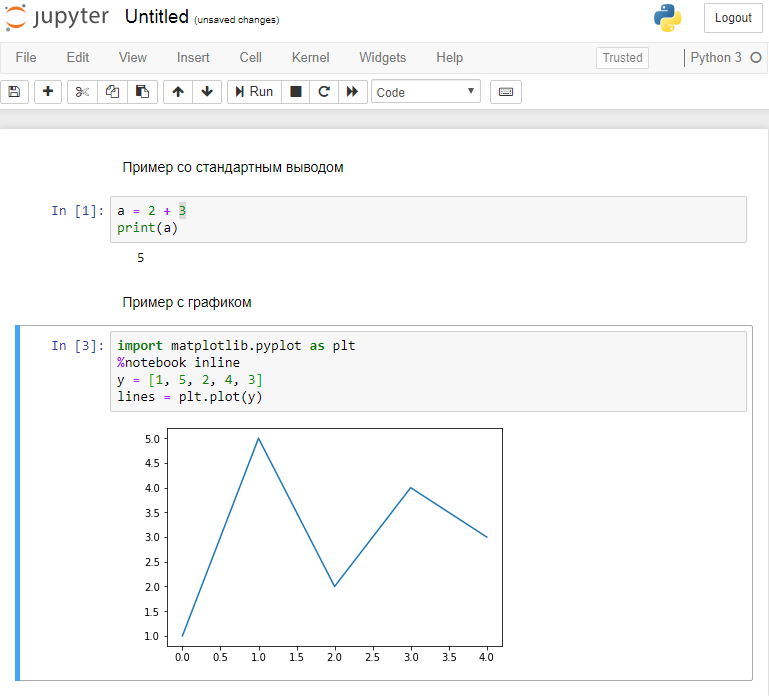 jupyter Untitled (unsaved changes) Logout
File Edit View Insert Cell Kernel Widgets Help Trusted Python 3
Run Code
Пример со стандартным выводом
In [1]: a = 2 + 3
print(a)
5
Пример с графиком
In [3]: import matplotlib.pyplot as plt
%notebook inline
y = [1, 5, 2, 4, 3]
lines = plt.plot(y)
5.0
4.5
4.0
3.5
3.0
2.5
2.0
1.5
1.0
0.0 0.5 1.0 1.5 2.0 2.5 3.0 3.5 4.0